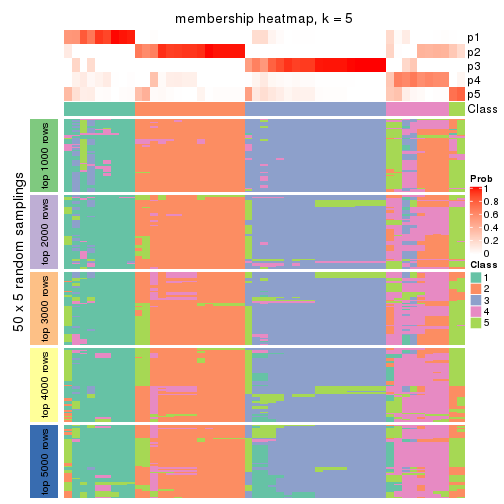 membership heatmap, k = 5
p1
p2
p3
p4
p5
Class
50 x 5 random samplings
top 1000 rows
top 2000 rows
top 3000 rows
top 4000 rows
top 5000 rows
Prob
1
0.8
0.6
0.4
0.2
0
Class
1
2
3
4
5